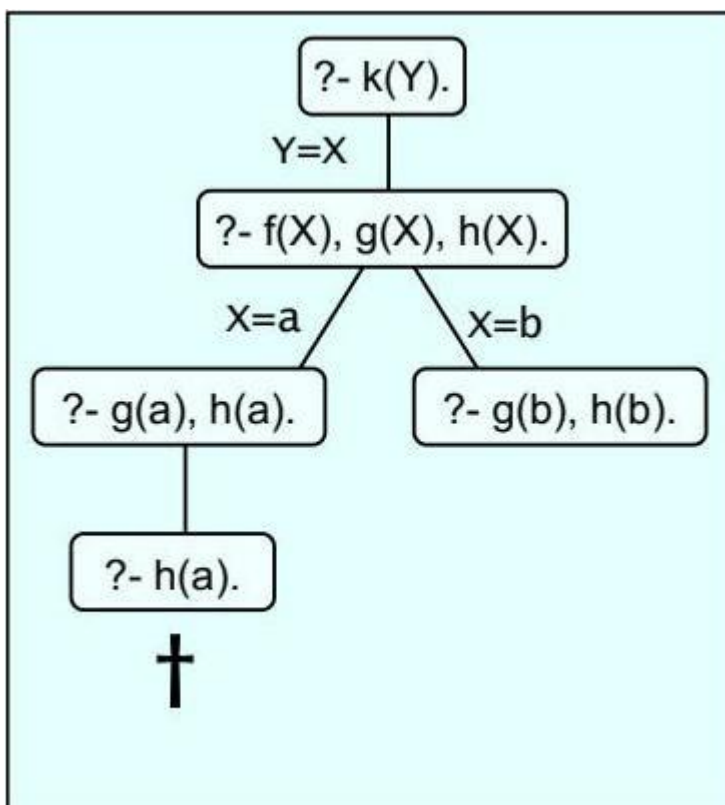 ?- k(Y).
Y=X
?- f(X), g(X), h(X).
X=a
X=b
?- g(a), h(a).
?- g(b), h(b).
?- h(a).
†